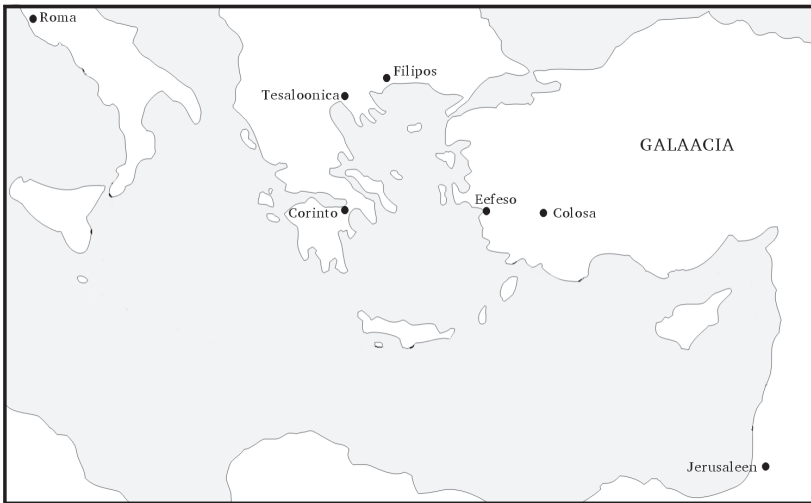 Roma
Filipos
Tesaloonica
GALAACIA
Eefeso
Corinto
Colosa
Jerusaleen